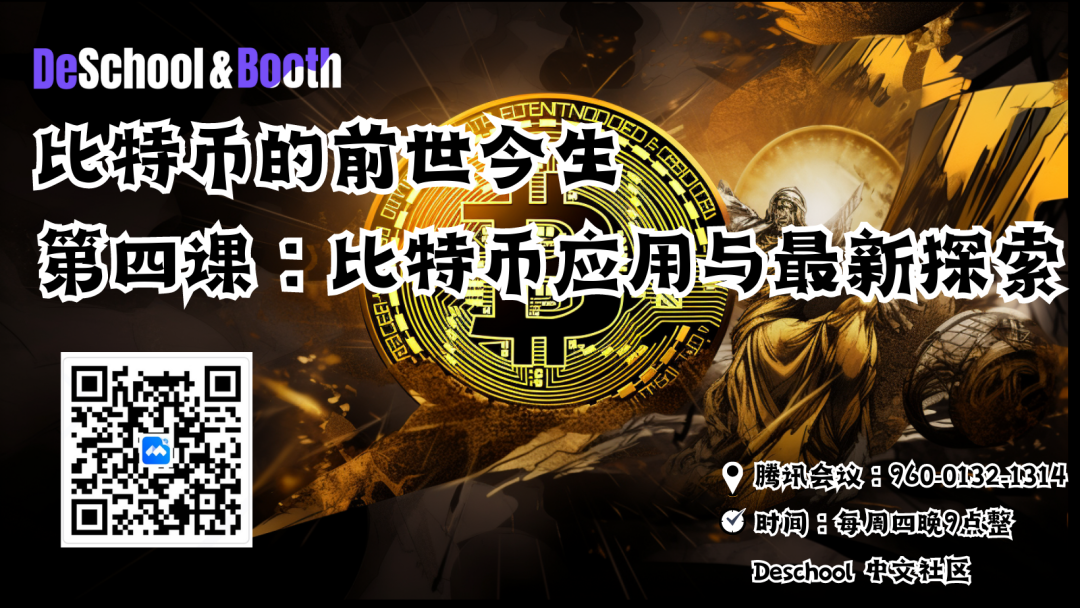 DeSchool & Booth
比特币的前世今生
第四课：比特币应用与最新探索
腾讯会议：960-0132-1314
时间：每周四晚9点整
Deschool 中文社区